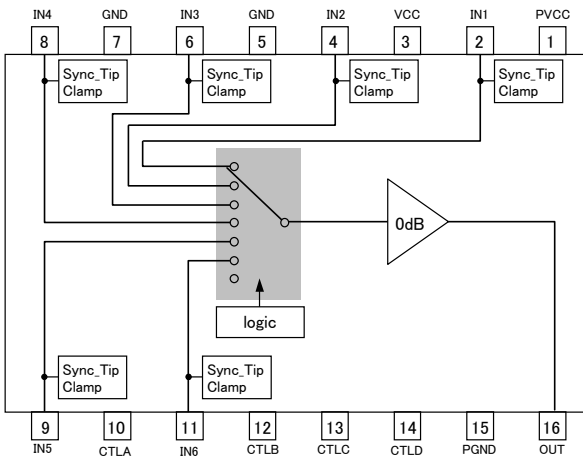 IN4 GND IN3 GND IN2 VCC IN1 PVCC
8 7 6 5 4 3 2 1
Sync_Tip Sync_Tip Sync_Tip Sync_Tip
Clamp Clamp Clamp Clamp
0dB
logic
Sync_Tip Sync_Tip
Clamp Clamp
9 10 11 12 13 14 15 16
IN5 CTLA IN6 CTLB CTLC CTLD PGND OUT